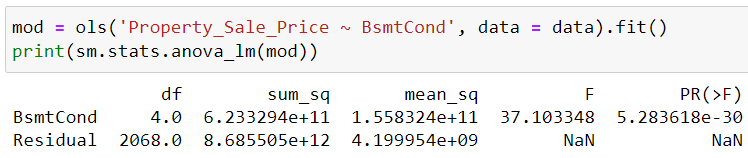 mod = ols('Property_Sale_Price ~ BsmtCond', data = data).fit()
print(sm.stats.anova_lm(mod))
df sum_sq mean_sq F PR(>F)
BsmtCond 4.0 6.233294e+11 1.558324e+11 37.103348 5.283618e-30
Residual 2068.0 8.685505e+12 4.199954e+09 NaN NaN